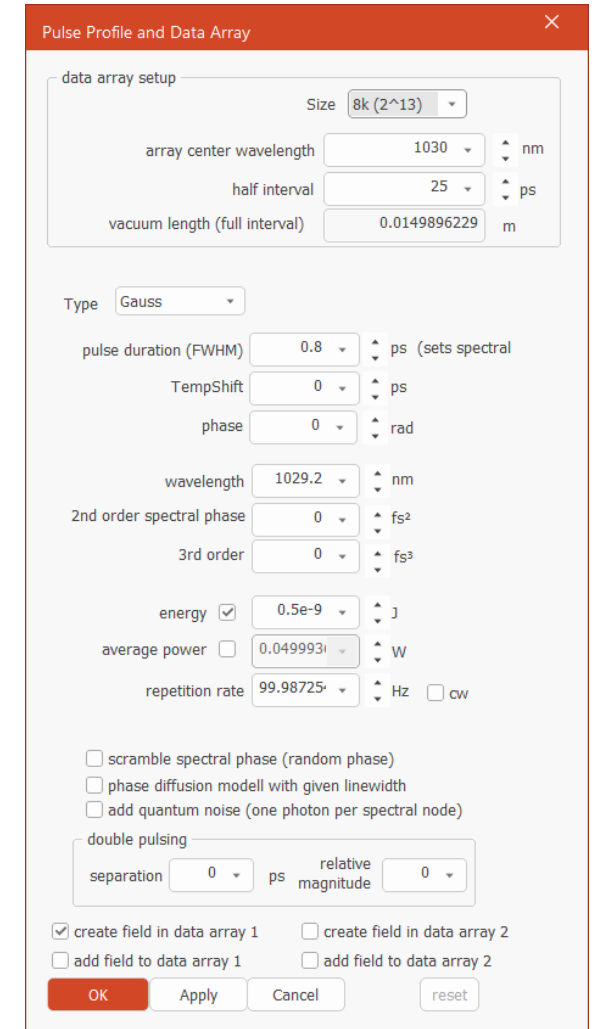 Pulse Profile and Data Array
data array setup
Size 8k (2^13)
array center wavelength 1030 nm
half interval 25 ps
vacuum length (full interval) 0.0149896229 m
Type Gauss
pulse duration (FWHM) 0.8 ps (sets spectral
TempShift 0 ps
phase 0 rad
wavelength 1029.2 nm
2nd order spectral phase 0 fs²
3rd order 0 fs³
energy 0.5e-9 J
average power 0.049993 W
repetition rate 99.98725 Hz cw
scramble spectral phase (random phase)
phase diffusion modell with given linewidth
add quantum noise (one photon per spectral node)
double pulsing
separation 0 ps relative magnitude 0
create field in data array 1 create field in data array 2
add field to data array 1 add field to data array 2
OK Apply Cancel reset